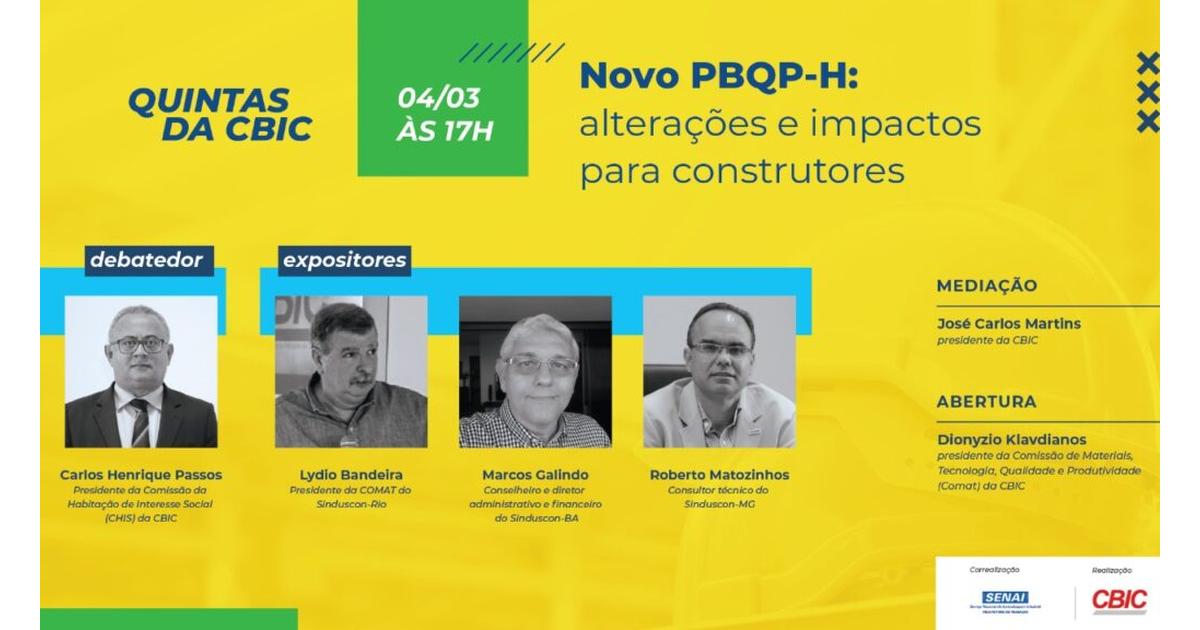 QUINTAS
DA CBIC
04/03
ÀS 17H
Novo PBQP-H:
alterações e impactos
para construtores
debatedor
expositores
Carlos Henrique Passos
Presidente da Comissão da
Habitação de Interesse Social
(CHIS) da CBIC
Lydio Bandeira
Presidente da COMAT do
Sinduscon-Rio
Marcos Galindo
Conselheiro e diretor
administrativo e financeiro
do Sinduscon-BA
Roberto Matozinhos
Consultor técnico do
Sinduscon-MG
MEDIAÇÃO
José Carlos Martins
presidente da CBIC
ABERTURA
Dionyzio Klavdianos
presidente da Comissão de Materiais,
Tecnologia, Qualidade e Produtividade
(Comat) da CBIC
Correalização
SENAI
Realização
CBIC